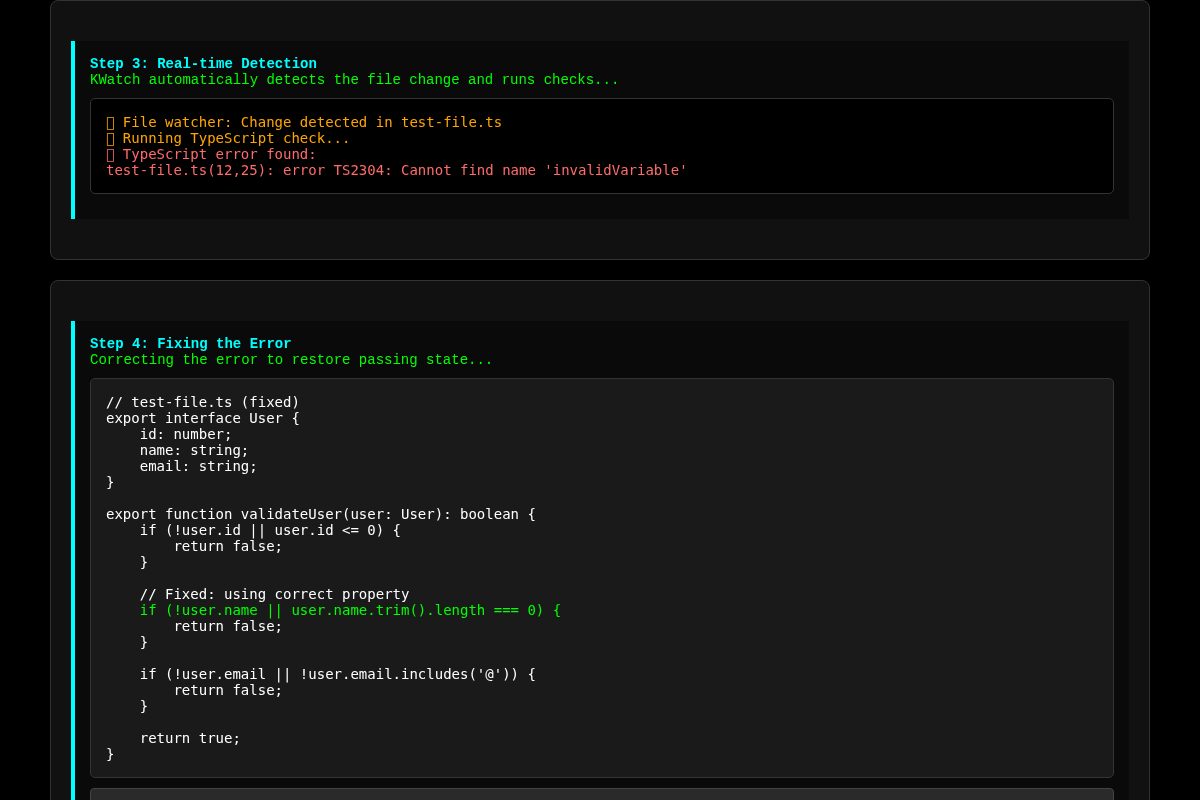 Step 3: Real-time Detection
KWatch automatically detects the file change and runs checks...
File watcher: Change detected in test-file.ts
Running TypeScript check...
TypeScript error found:
test-file.ts(12,25): error TS2304: Cannot find name 'invalidVariable'
Step 4: Fixing the Error
Correcting the error to restore passing state...
// test-file.ts (fixed)
export interface User {
    id: number;
    name: string;
    email: string;
}
export function validateUser(user: User): boolean {
    if (!user.id || user.id <= 0) {
        return false;
    }
    // Fixed: using correct property
    if (!user.name || user.name.trim().length === 0) {
        return false;
    }
    if (!user.email || !user.email.includes('@')) {
        return false;
    }
    return true;
}